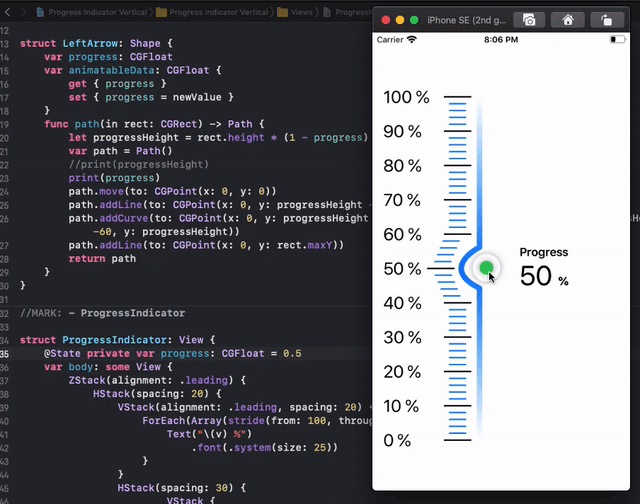 Progress Indicator Vertical
Progress Indicator Vertical
Views
12
13 struct LeftArrow: Shape {
14 var progress: CGFloat
15 var animatableData: CGFloat {
16 get { progress }
17 set { progress = newValue }
18 }
19 func path(in rect: CGRect) -> Path {
20 let progressHeight = rect.height * (1 - progress)
21 var path = Path()
22 //print(progressHeight)
23 print(progress)
24 path.move(to: CGPoint(x: 0, y: 0))
25 path.addLine(to: CGPoint(x: 0, y: progressHeight -
26 path.addCurve(to: CGPoint(x: 0, y: progressHeight
-60, y: progressHeight))
27 path.addLine(to: CGPoint(x: 0, y: rect.maxY))
28 return path
29 }
30 }
31
32 //MARK: - ProgressIndicator
33
34 struct ProgressIndicator: View {
35 @State private var progress: CGFloat = 0.5
36 var body: some View {
37 ZStack(alignment: .leading) {
38 HStack(spacing: 20) {
39 VStack(alignment: .leading, spacing: 20) {
40 ForEach(Array(stride(from: 100, throug
41 Text("\(v) %")
42 .font(.system(size: 25))
43 }
44 }
45 HStack(spacing: 30) {
46 VStack {
iPhone SE (2nd g...
Carrier
8:06 PM
100 %
90 %
80 %
70 %
60 %
50 %
40 %
30 %
20 %
10 %
0 %
Progress
50 %